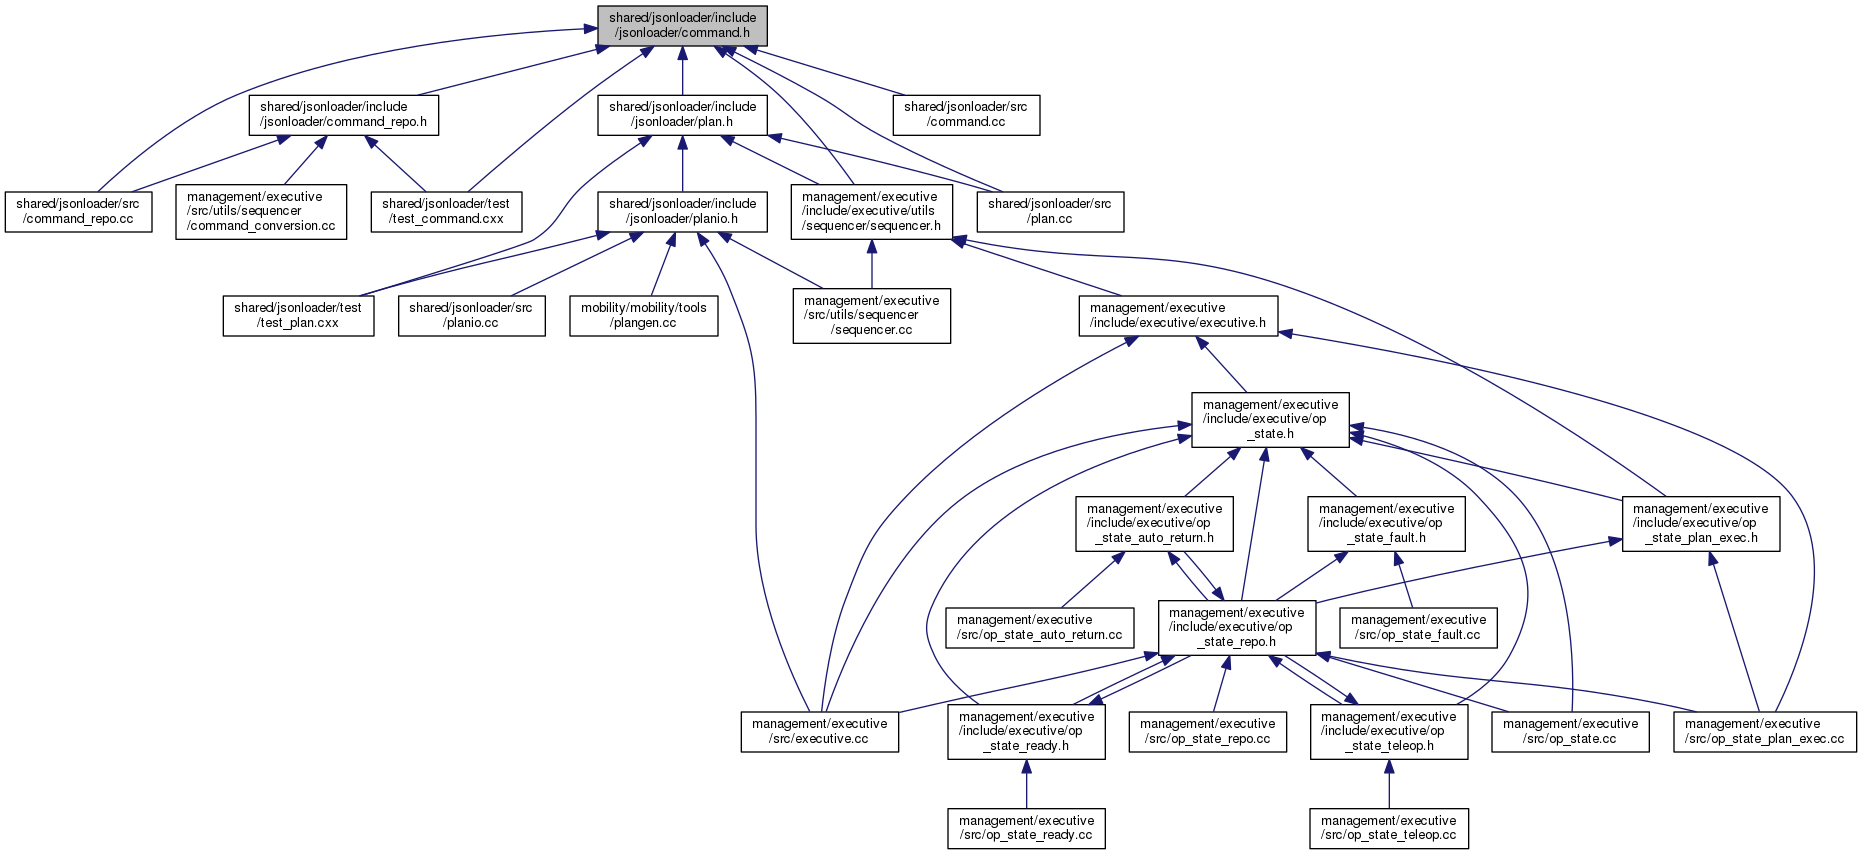 shared/jsonloader/include
/jsonloader/command.h
shared/jsonloader/include
/jsonloader/command_repo.h
shared/jsonloader/include
/jsonloader/plan.h
shared/jsonloader/src
/command.cc
shared/jsonloader/src
/command_repo.cc
management/executive
/src/utils/sequencer
/command_conversion.cc
shared/jsonloader/test
/test_command.cxx
shared/jsonloader/include
/jsonloader/planio.h
management/executive
/include/executive/utils
/sequencer/sequencer.h
shared/jsonloader/src
/plan.cc
shared/jsonloader/test
/test_plan.cxx
shared/jsonloader/src
/planio.cc
mobility/mobility/tools
/plangen.cc
management/executive
/src/utils/sequencer
/sequencer.cc
management/executive
/include/executive/executive.h
management/executive
/include/executive/op
_state.h
management/executive
/include/executive/op
_state_auto_return.h
management/executive
/include/executive/op
_state_fault.h
management/executive
/include/executive/op
_state_plan_exec.h
management/executive
/src/op_state_auto_return.cc
management/executive
/include/executive/op
_state_repo.h
management/executive
/src/op_state_fault.cc
management/executive
/src/executive.cc
management/executive
/include/executive/op
_state_ready.h
management/executive
/src/op_state_repo.cc
management/executive
/include/executive/op
_state_teleop.h
management/executive
/src/op_state.cc
management/executive
/src/op_state_plan_exec.cc
management/executive
/src/op_state_ready.cc
management/executive
/src/op_state_teleop.cc